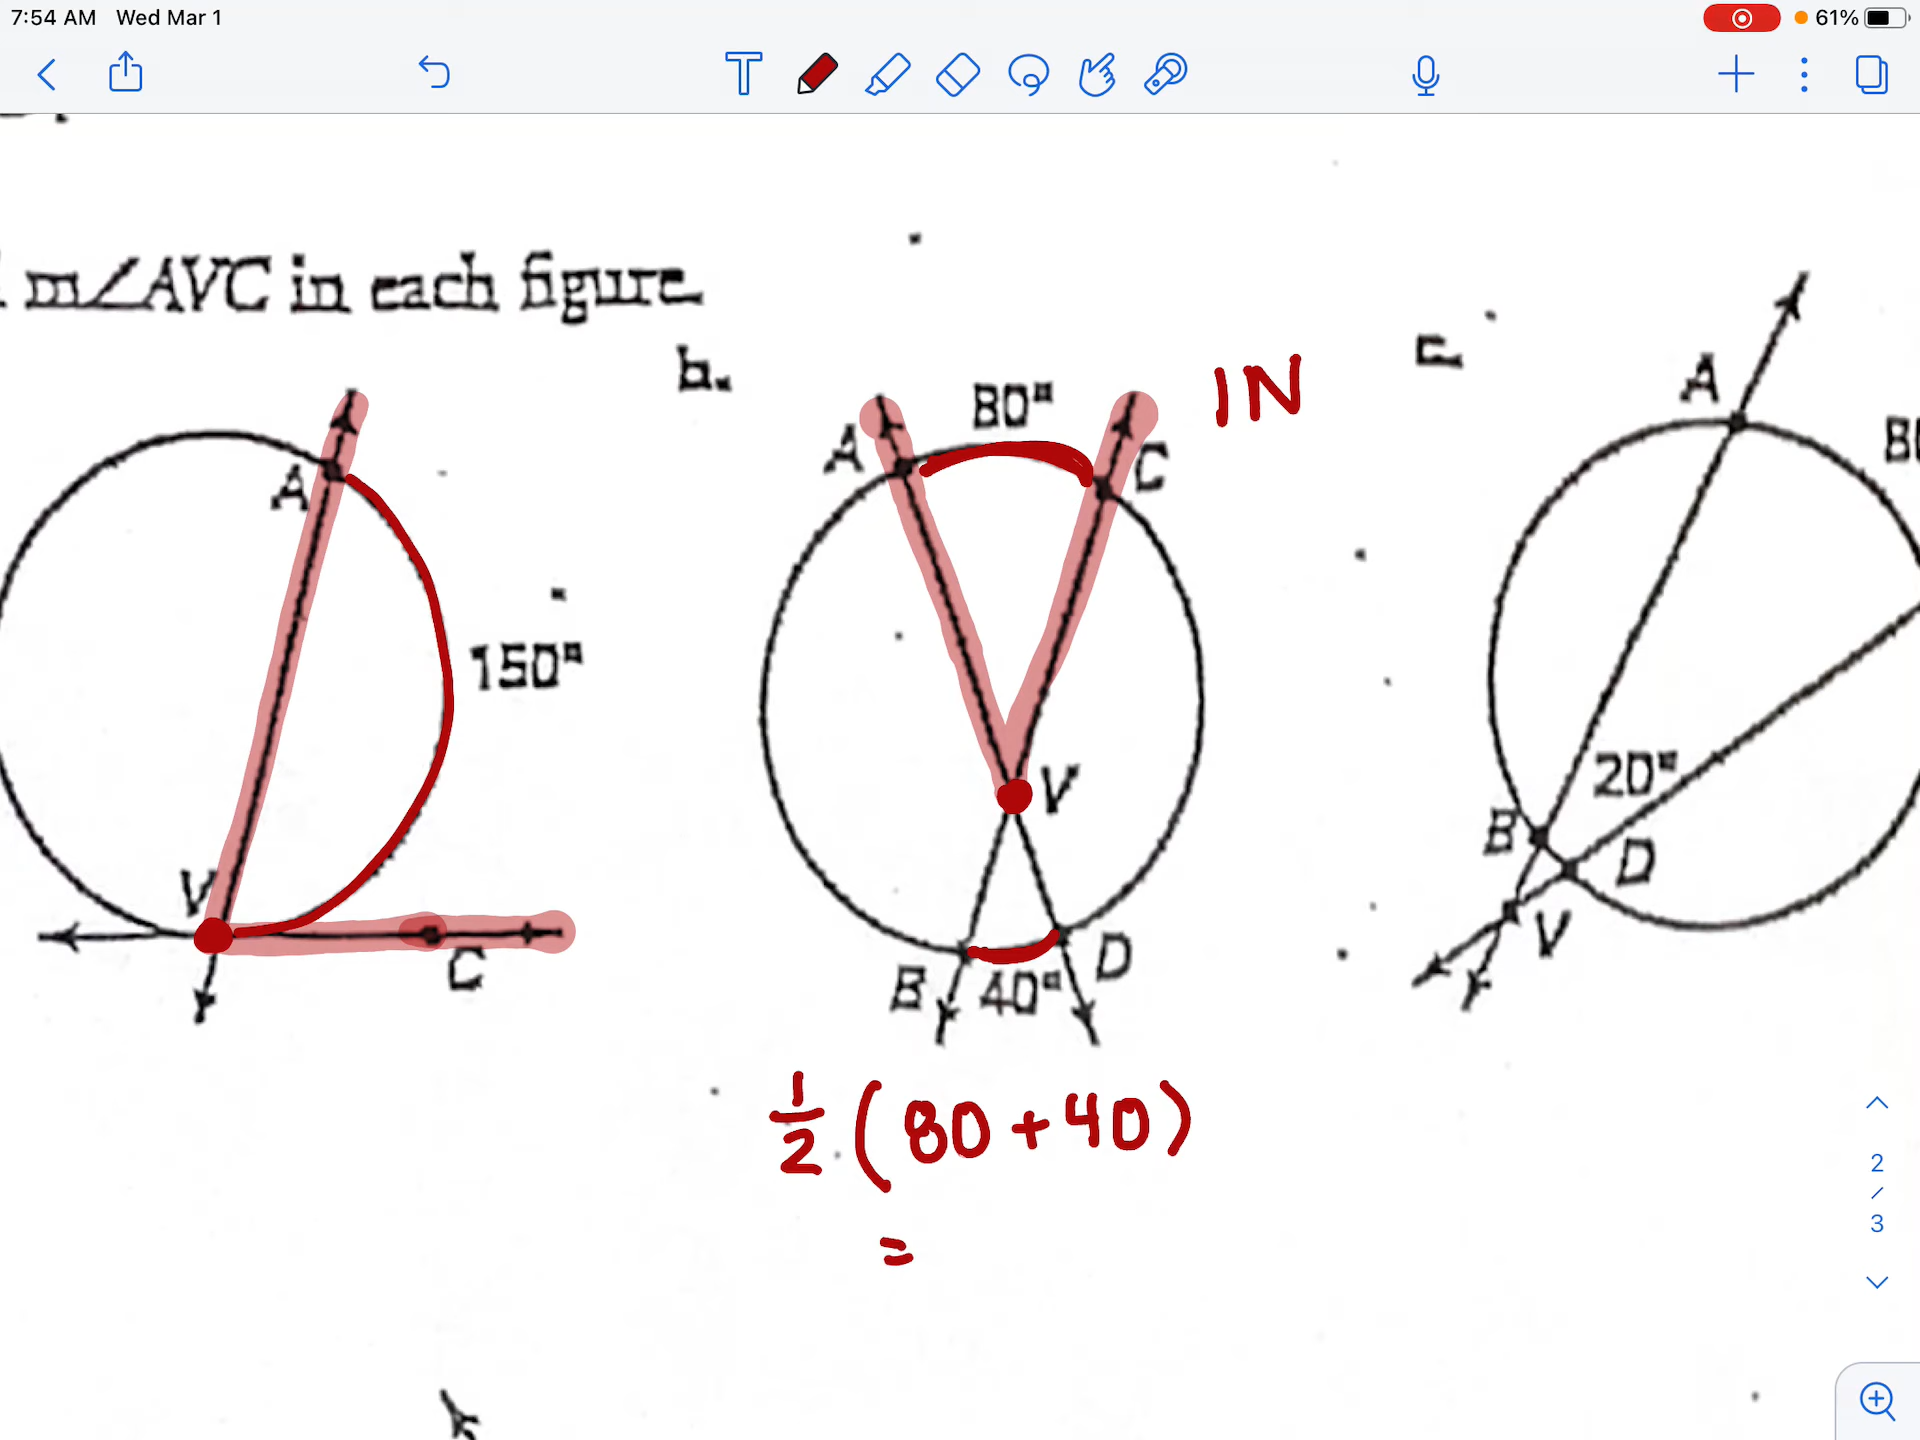 7:54 AM Wed Mar 1
61%
T
m∠AVC in each figure.
b.
80°
IN
c.
A
C
A
A
150°
V
20°
B
D
V
C
V
B
40°
D
1/2 (80+40)
=
2
/
3